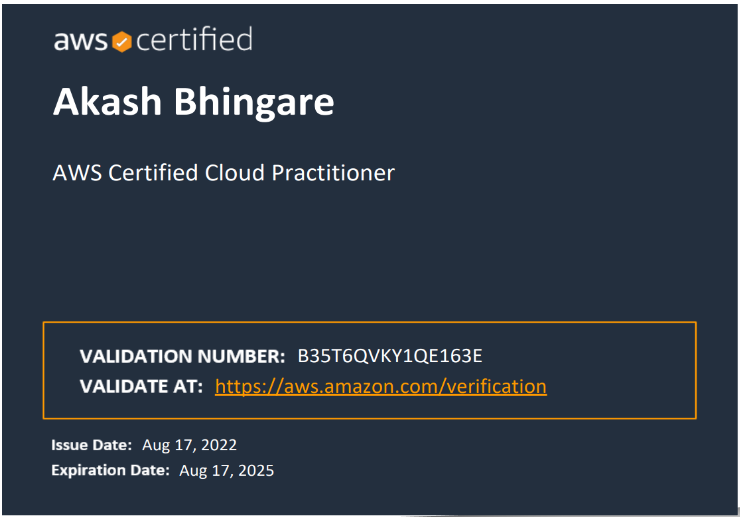 aws certified
Akash Bhingare
AWS Certified Cloud Practitioner
VALIDATION NUMBER: B35T6QVKY1QE163E
VALIDATE AT: https://aws.amazon.com/verification
Issue Date: Aug 17, 2022
Expiration Date: Aug 17, 2025